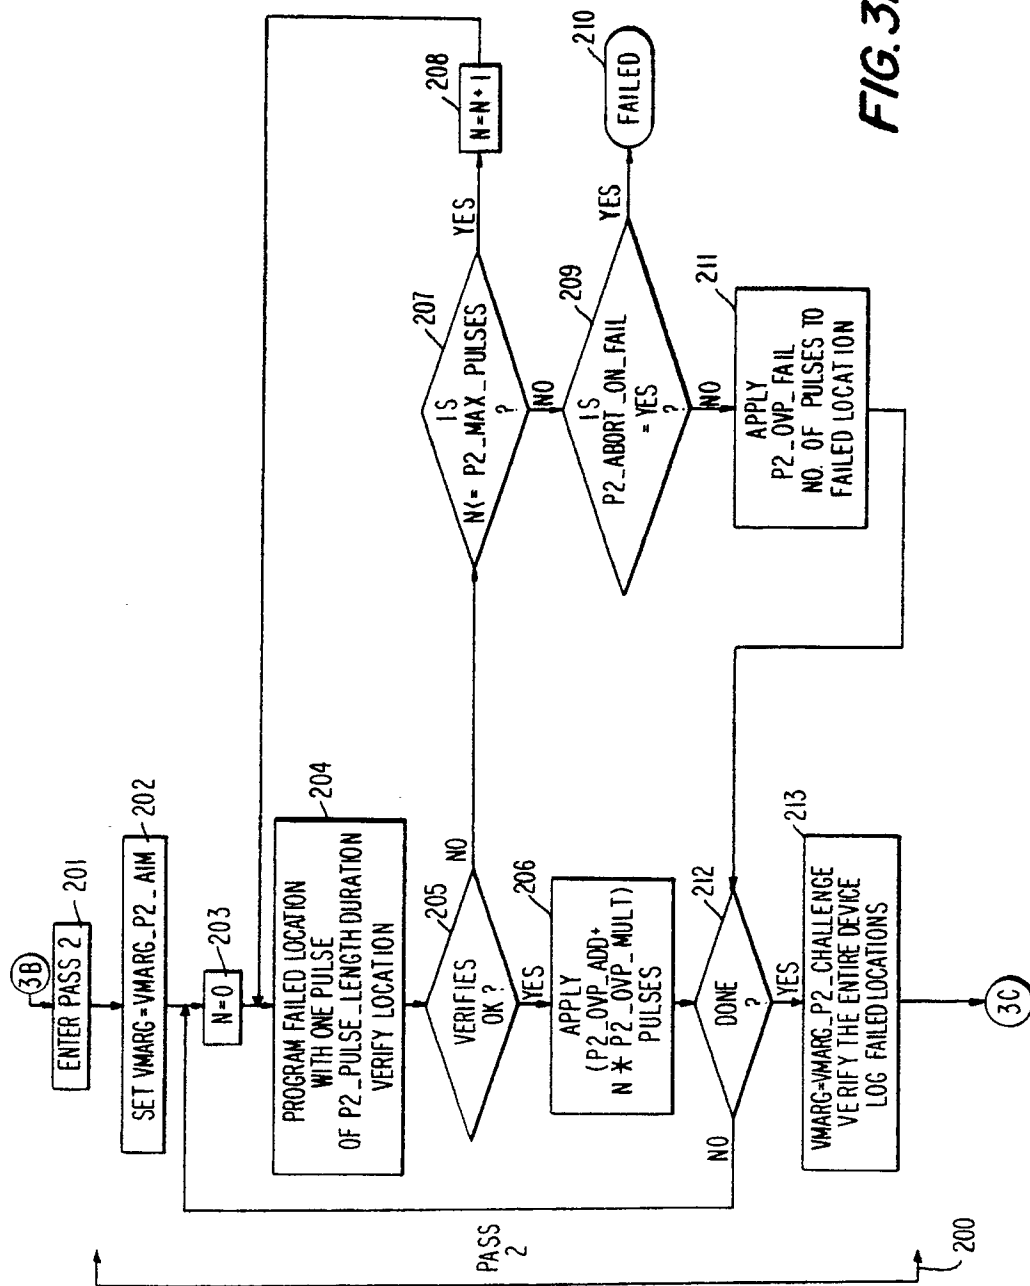 3B
ENTER PASS 2
201
SET VMARG=VMARG_P2_AIM
202
N=0
203
PROGRAM FAILED LOCATION
WITH ONE PULSE
OF P2_PULSE_LENGTH DURATION
VERIFY LOCATION
204
VERIFIES
OK?
205
NO
YES
APPLY
(P2_OVP_ADD+
N * P2_OVP_MULT)
PULSES
206
IS
N<= P2_MAX_PULSES
?
207
YES
NO
N=N+1
208
IS
P2_ABORT_ON_FAIL
=YES
?
209
YES
NO
FAILED
210
APPLY
P2_OVP_FAIL
NO. OF PULSES TO
FAILED LOCATION
211
DONE
?
212
NO
YES
VMARG=VMARG_P2_CHALLENGE
VERIFY THE ENTIRE DEVICE
LOG FAILED LOCATIONS
213
3C
PASS
2
200
FIG. 3